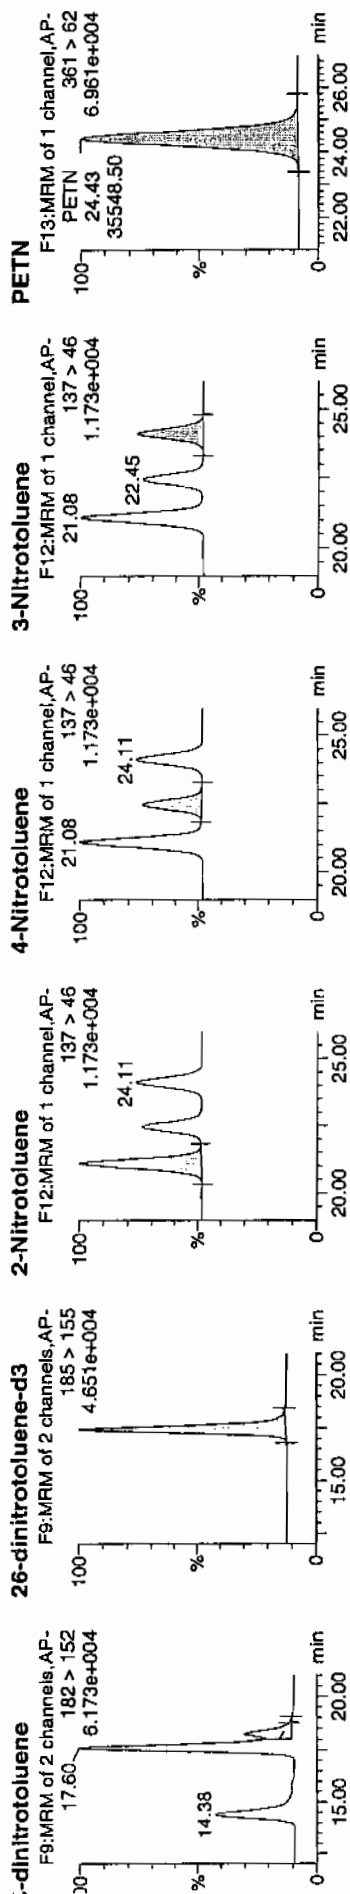 -dinitrotoluene
F9:MRM of 2 channels,AP-
182 > 152
6.173e+004
17.60
14.38
15.00
20.00
min
26-dinitrotoluene-d3
F9:MRM of 2 channels,AP-
185 > 155
4.651e+004
100
%
0
15.00
20.00
min
2-Nitrotoluene
F12:MRM of 1 channel,AP-
137 > 46
1.173e+004
100
24.11
%
0
20.00
25.00
min
4-Nitrotoluene
F12:MRM of 1 channel,AP-
137 > 46
1.173e+004
21.08
100
24.11
%
0
20.00
25.00
min
3-Nitrotoluene
F12:MRM of 1 channel,AP-
137 > 46
1.173e+004
21.08
100
22.45
%
0
20.00
25.00
min
PETN
F13:MRM of 1 channel,AP-
361 > 62
6.961e+004
PETN
24.43
35548.50
100
%
0
22.00
24.00
26.00
min